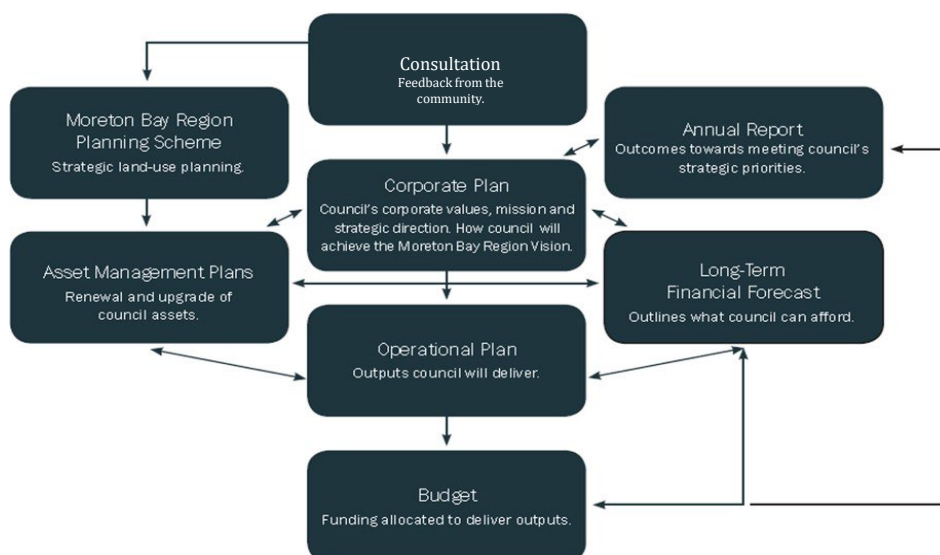 Consultation
Feedback from the
community.
Moreton Bay Region
Planning Scheme
Strategic land-use planning.
Annual Report
Outcomes towards meeting council's
strategic priorities.
Corporate Plan
Council's corporate values, mission and
strategic direction. How council will
achieve the Moreton Bay Region Vision.
Asset Management Plans
Renewal and upgrade of
council assets.
Long-Term
Financial Forecast
Outlines what council can afford.
Operational Plan
Outputs council will deliver.
Budget
Funding allocated to deliver outputs.